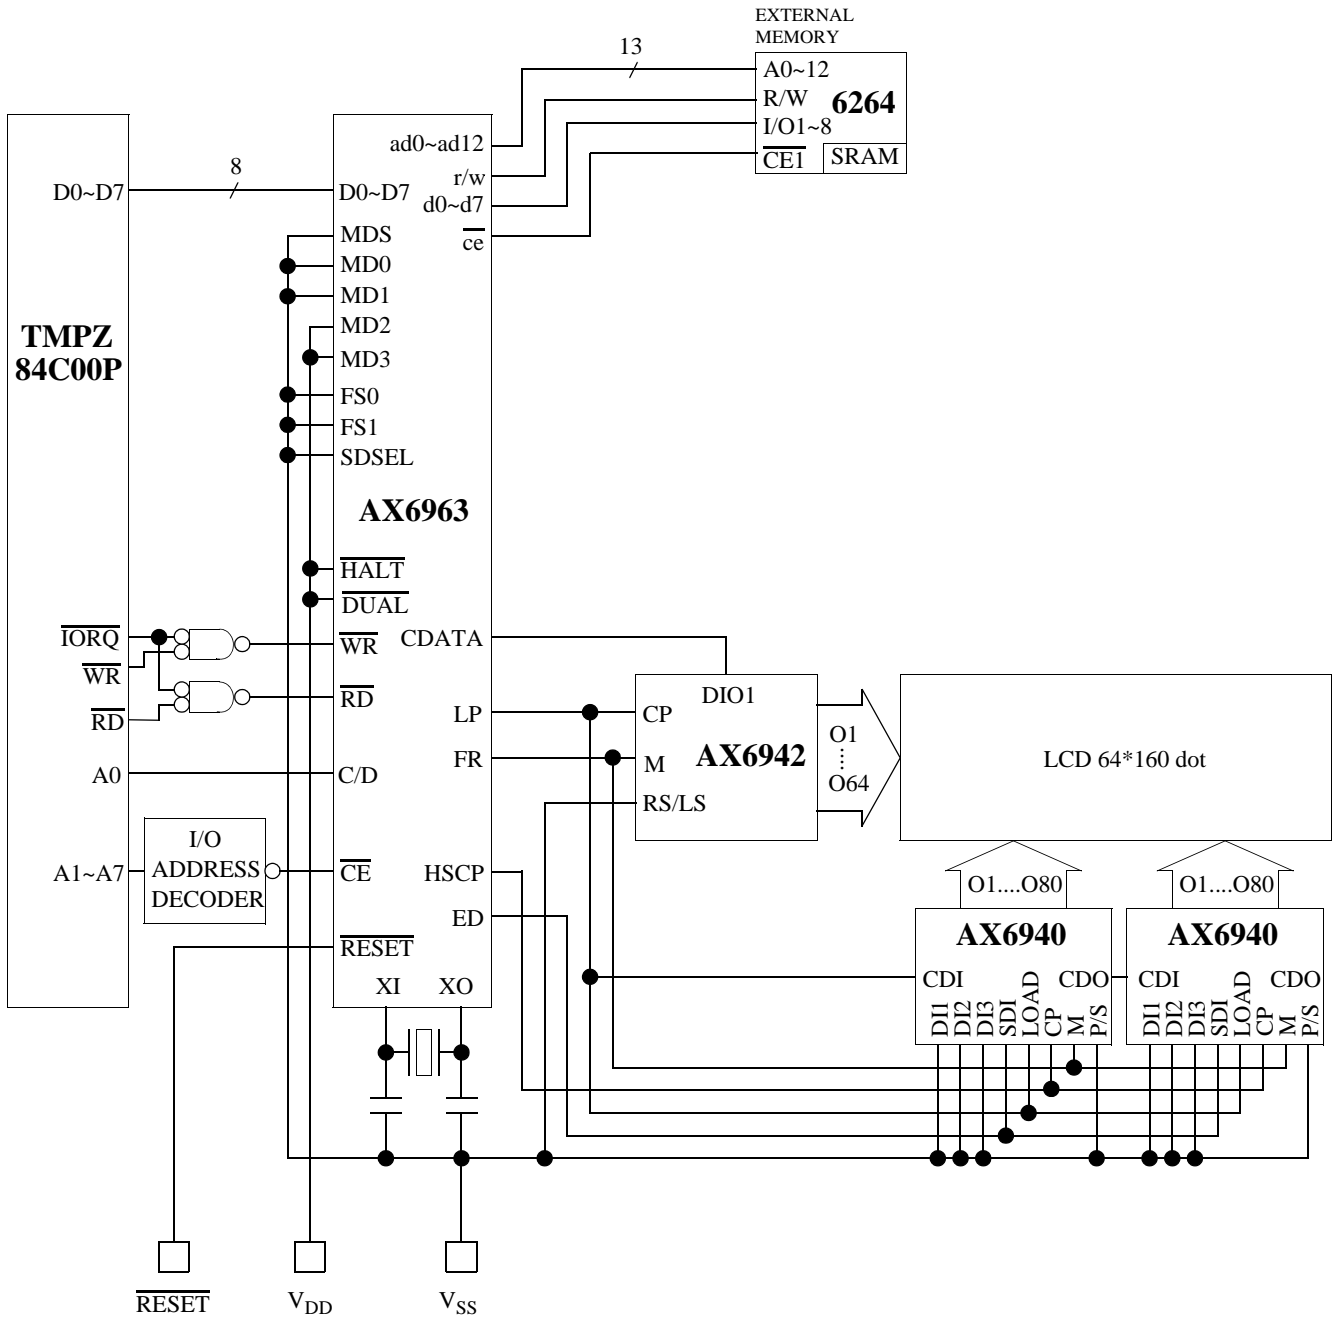 EXTERNAL
MEMORY
13
A0~12
R/W
6264
I/O1~8
CE1
SRAM
ad0~ad12
r/w
d0~d7
ce
8
D0~D7
D0~D7
MDS
MD0
MD1
MD2
MD3
FS0
FS1
SDSEL
TMPZ
84C00P
AX6963
HALT
DUAL
IORQ
WR
RD
WR
RD
CDATA
LP
FR
A0
C/D
A1~A7
I/O
ADDRESS
DECODER
CE
HSCP
ED
RESET
XI
XO
DIO1
CP
AX6942
M
RS/LS
O1
....
O64
LCD 64*160 dot
O1....O80
O1....O80
AX6940
AX6940
CDI
CDO
CDI
CDO
DI1
DI2
DI3
SDI
LOAD
CP
M
P/S
DI1
DI2
DI3
SDI
LOAD
CP
M
P/S
RESET
VDD
VSS